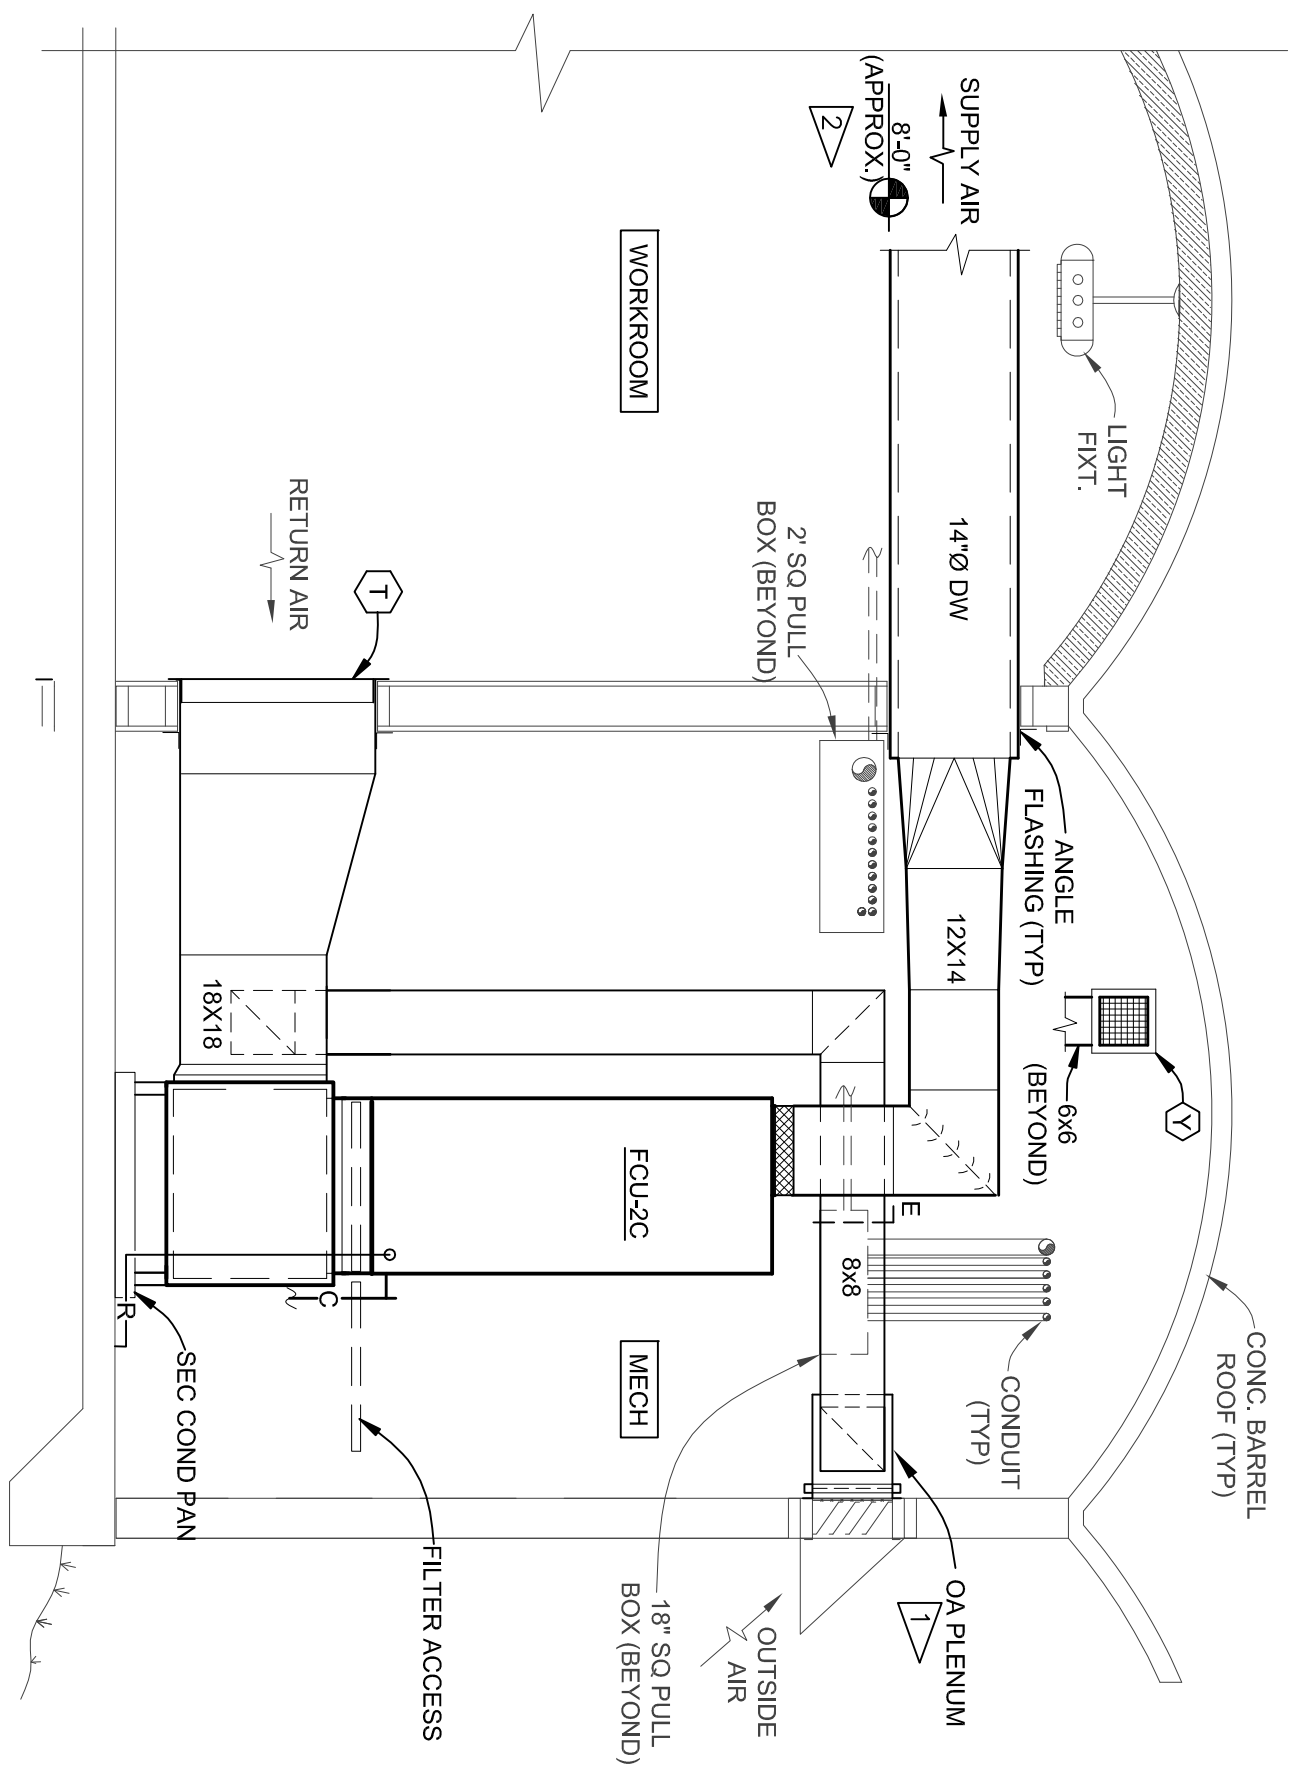 CONC. BARREL
ROOF (TYP)
LIGHT
FIXT.
Y
6x6
(BEYOND)
ANGLE
FLASHING (TYP)
CONDUIT
(TYP)
SUPPLY AIR
8'-0"
(APPROX.)
2
14"Ø DW
12X14
E
OA PLENUM
1
8x8
2' SQ PULL
BOX (BEYOND)
OUTSIDE
AIR
18" SQ PULL
BOX (BEYOND)
WORKROOM
FCU-2C
MECH
T
RETURN AIR
18X18
C
FILTER ACCESS
R
SEC COND PAN